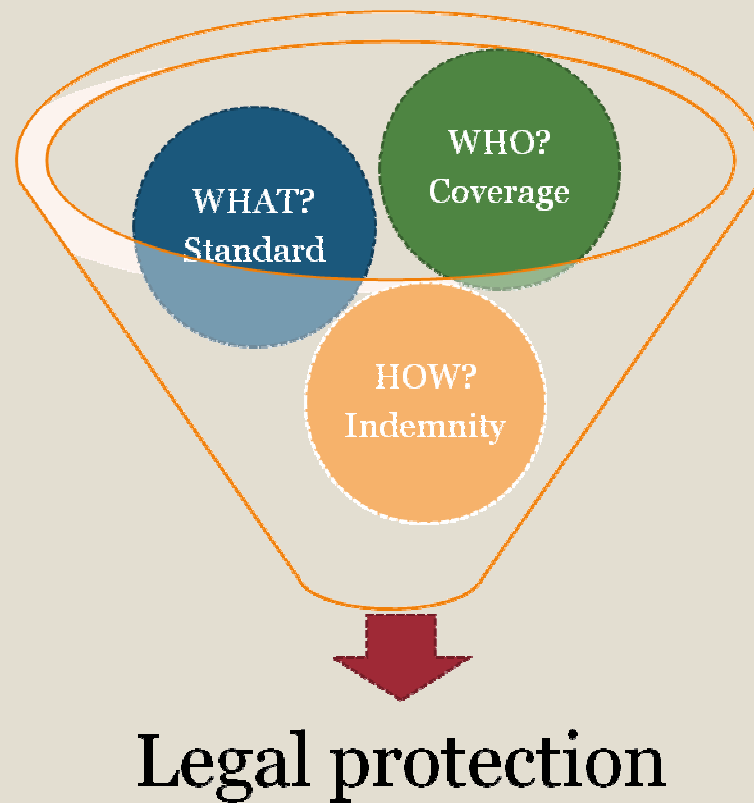 WHAT?
Standard
WHO?
Coverage
HOW?
Indemnity
Legal protection